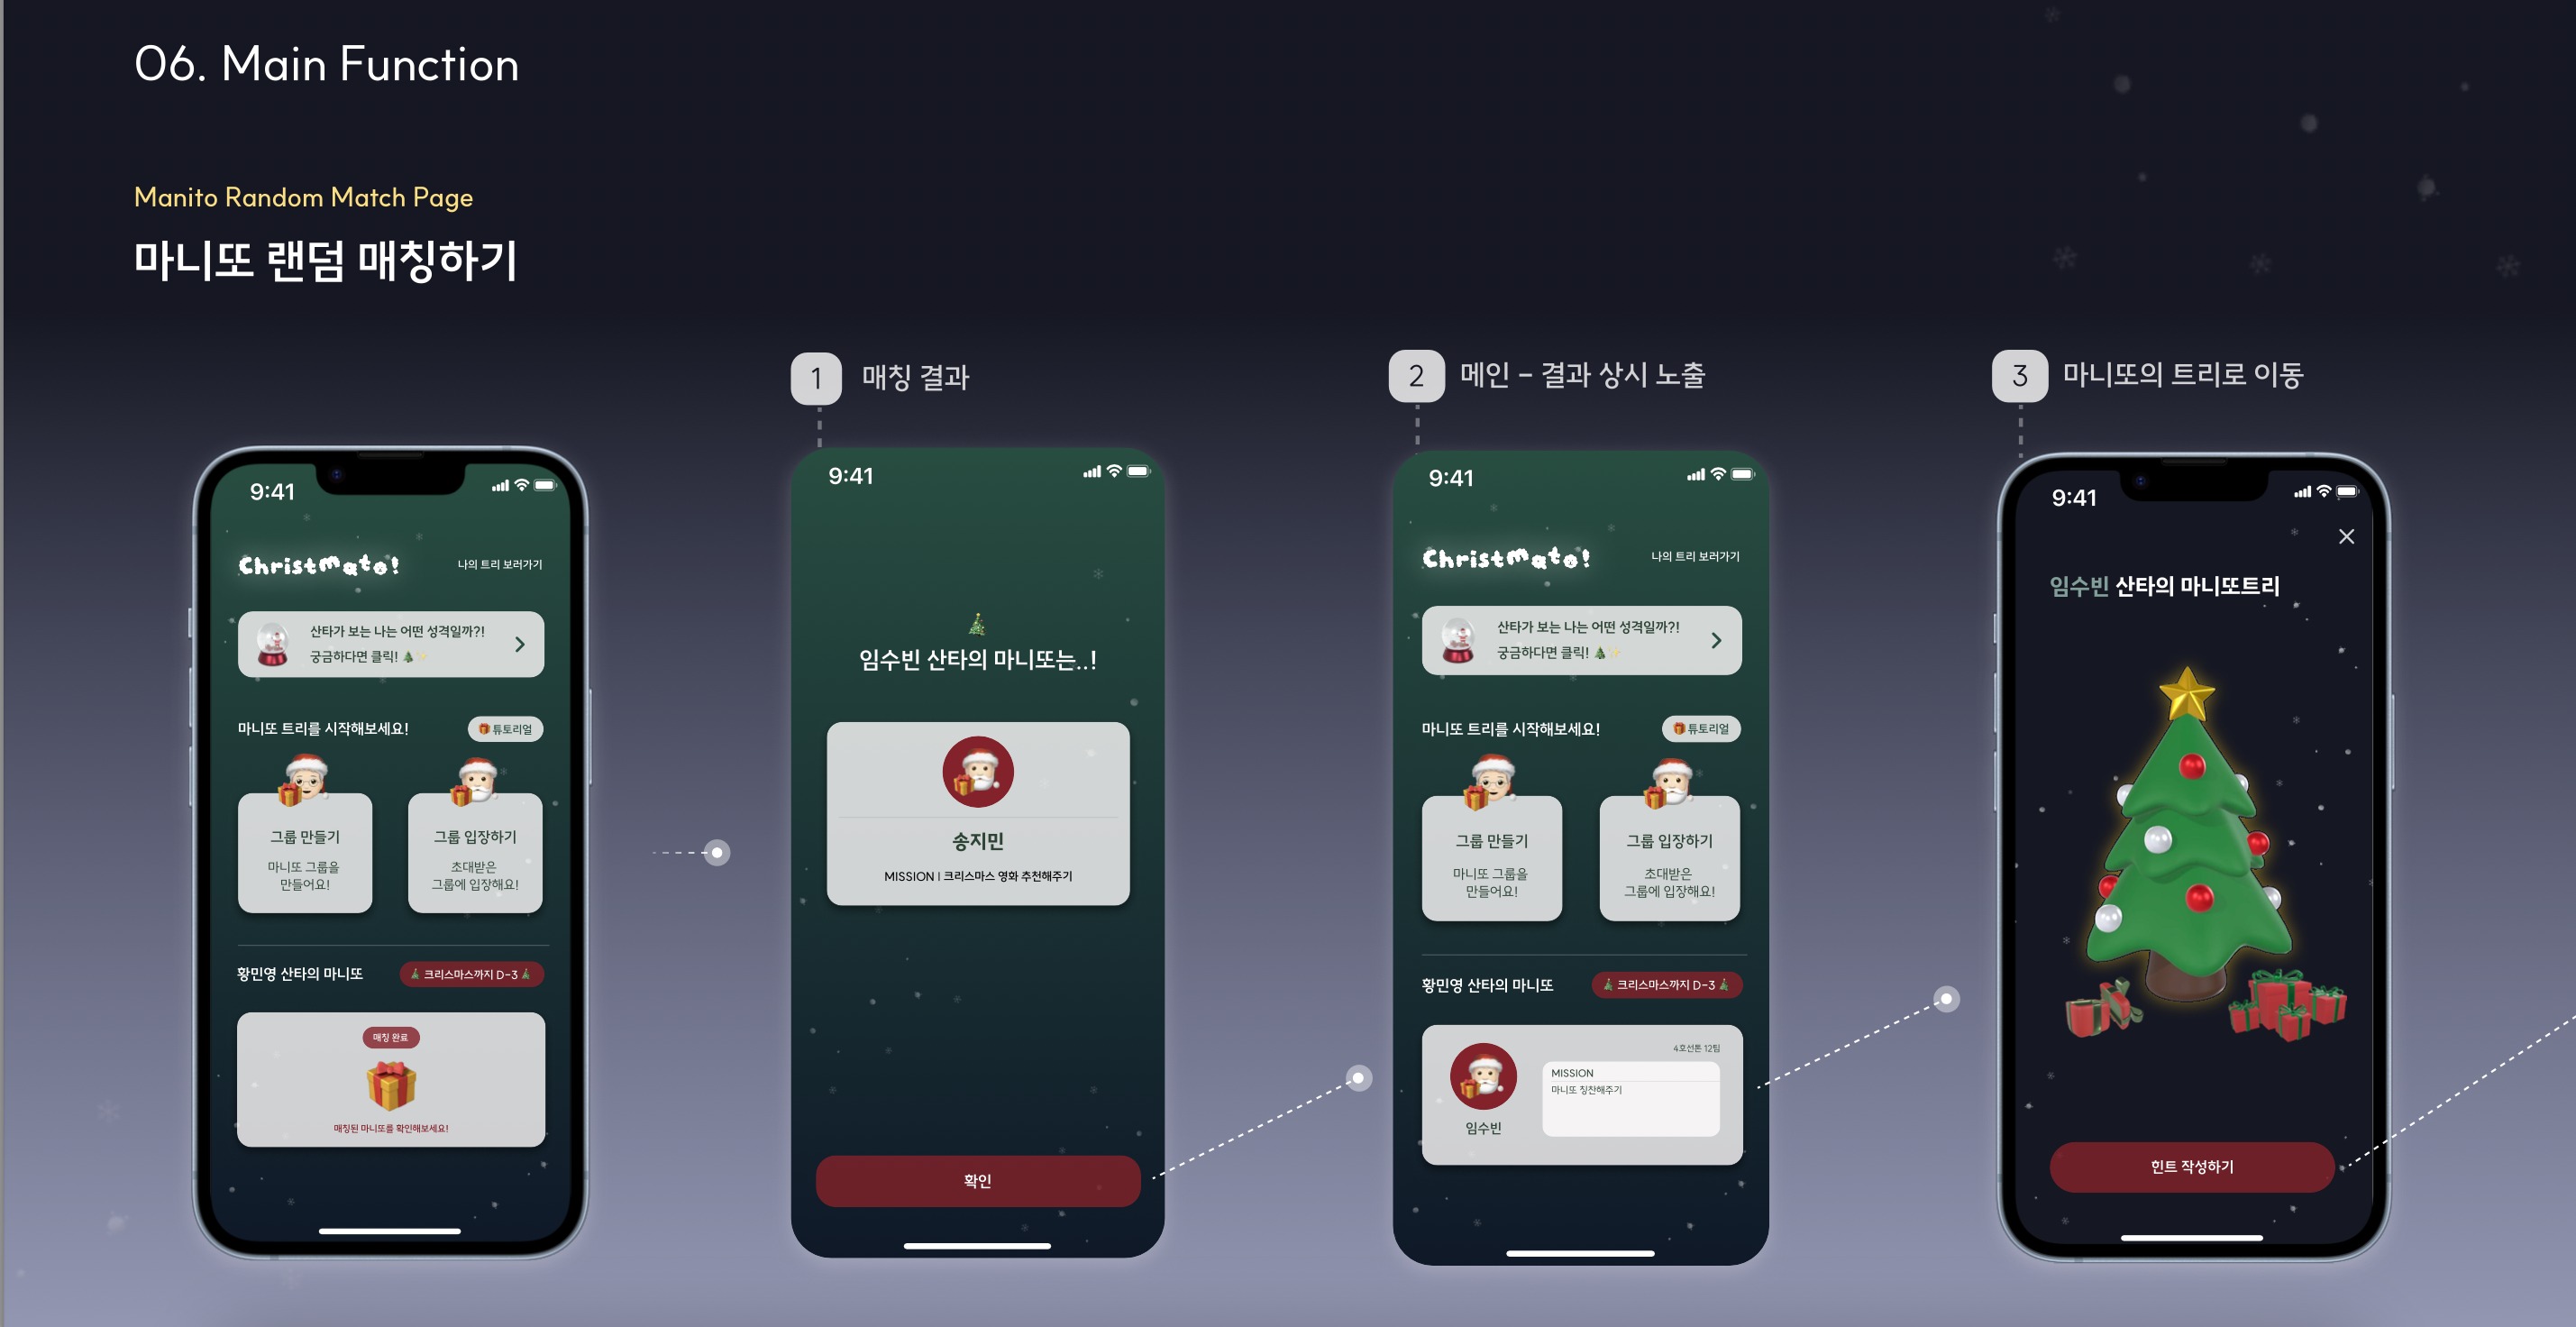 06. Main Function
Manito Random Match Page
마니또 랜덤 매칭하기
9:41
Christmato!
나의 트리 보러가기
산타가 보는 나는 어떤 성격일까?!
궁금하다면 클릭! 🎄✨
마니또 트리를 시작해보세요!
🎁튜토리얼
그룹 만들기
마니또 그룹을
만들어요!
그룹 입장하기
초대받은
그룹에 입장해요!
황민영 산타의 마니또
🎄 크리스마스까지 D-3 🎄
매칭 완료
매칭된 마니또를 확인해보세요!
1
매칭 결과
9:41
🎄
임수빈 산타의 마니또는..!
송지민
MISSION | 크리스마스 영화 추천해주기
확인
2
메인 - 결과 상시 노출
9:41
Christmato!
나의 트리 보러가기
산타가 보는 나는 어떤 성격일까?!
궁금하다면 클릭! 🎄✨
마니또 트리를 시작해보세요!
🎁튜토리얼
그룹 만들기
마니또 그룹을
만들어요!
그룹 입장하기
초대받은
그룹에 입장해요!
황민영 산타의 마니또
🎄 크리스마스까지 D-3 🎄
4호선톤 12팀
MISSION
마니또 칭찬해주기
임수빈
3
마니또의 트리로 이동
9:41
임수빈 산타의 마니또트리
힌트 작성하기